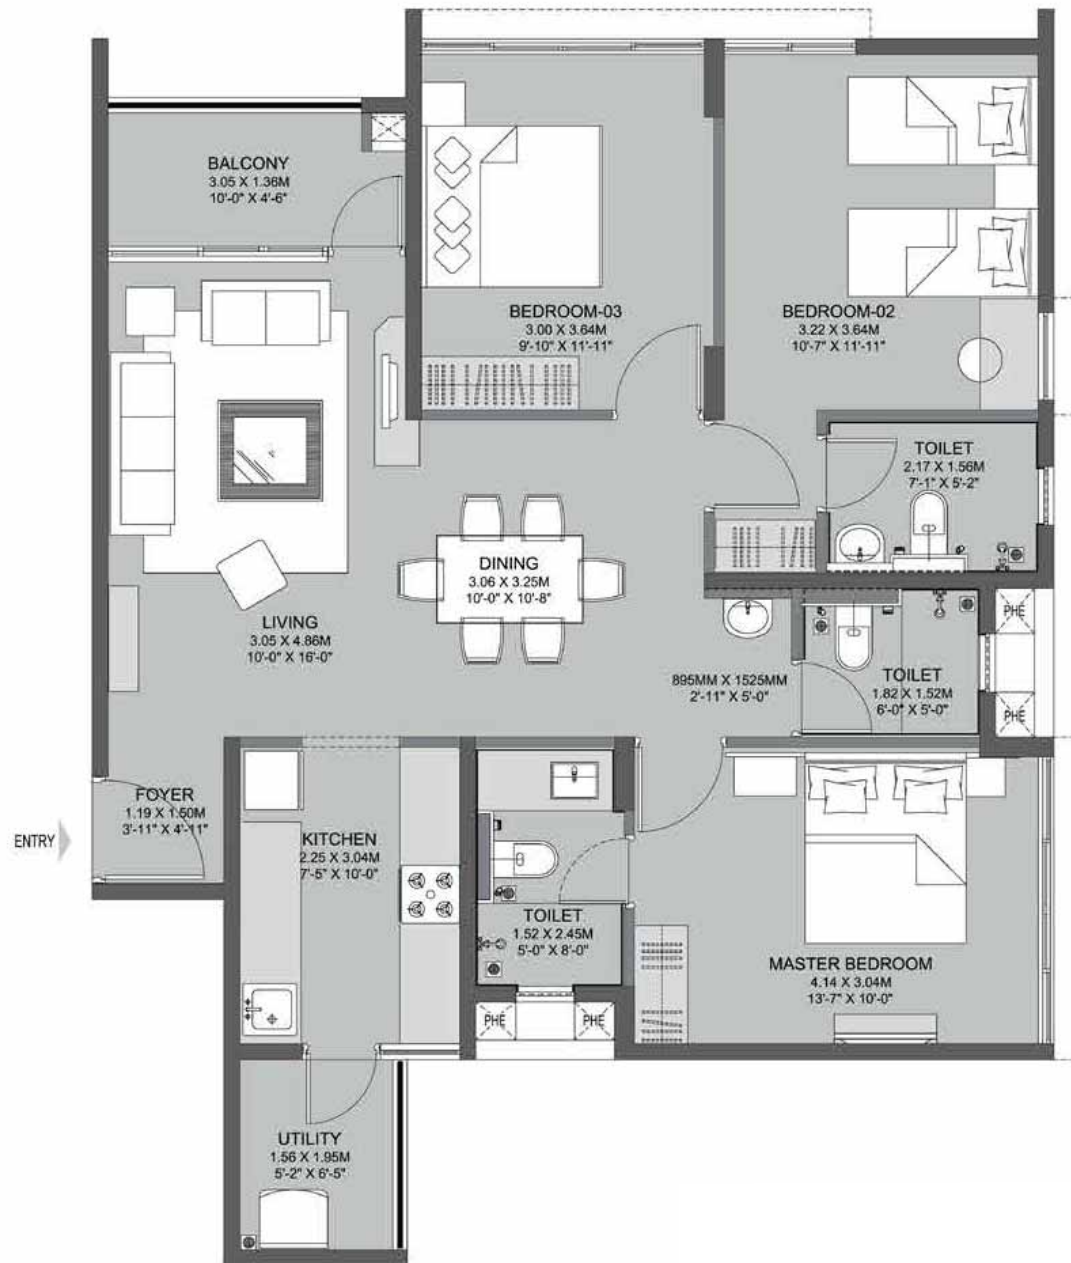 BALCONY
3.05 X 1.36M
10'-0" X 4'-6"
BEDROOM-03
3.00 X 3.64M
9'-10" X 11'-11"
BEDROOM-02
3.22 X 3.64M
10'-7" X 11'-11"
TOILET
2.17 X 1.56M
7'-1" X 5'-2"
DINING
3.06 X 3.25M
10'-0" X 10'-8"
LIVING
3.05 X 4.86M
10'-0" X 16'-0"
895MM X 1525MM
2'-11" X 5'-0"
TOILET
1.82 X 1.52M
6'-0" X 5'-0"
PHE
PHE
FOYER
1.19 X 1.50M
3'-11" X 4'-11"
ENTRY
KITCHEN
2.25 X 3.04M
7'-5" X 10'-0"
TOILET
1.52 X 2.45M
5'-0" X 8'-0"
MASTER BEDROOM
4.14 X 3.04M
13'-7" X 10'-0"
PHE
PHE
UTILITY
1.56 X 1.95M
5'-2" X 6'-5"